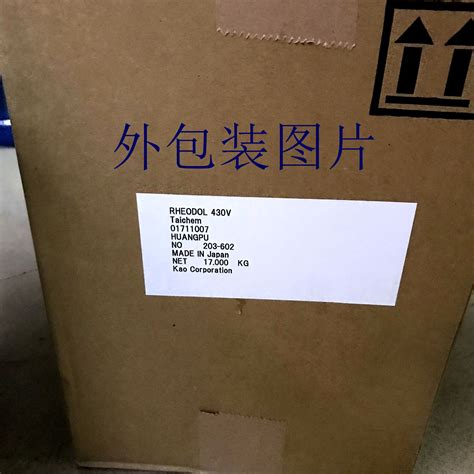 外包装图片
RHEODOL 430V
Taichem
01711007
HUANGPU
NO 203-602
MADE IN Japan
NET 17.000 KG
Kao Corporation